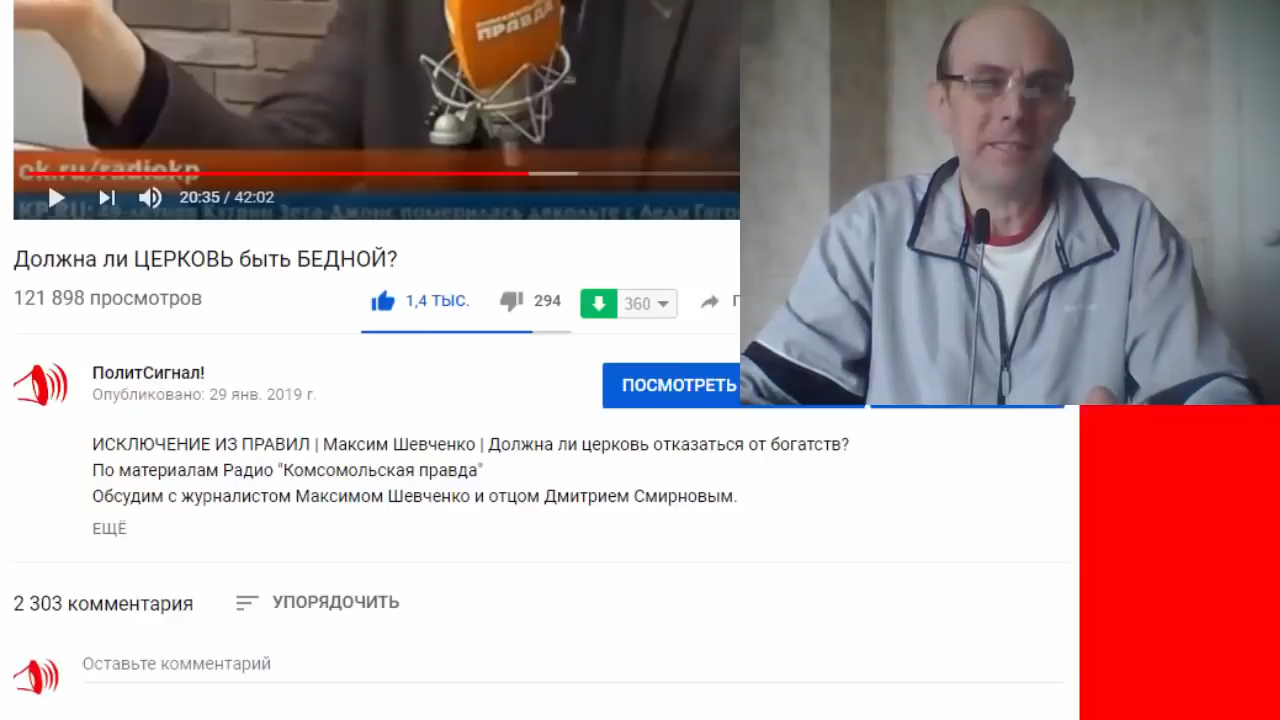 ПРАВДА
ok.ru/radiokp
20:35 / 42:02
KP.RU:
Должна ли ЦЕРКОВЬ быть БЕДНОЙ?
121 898 просмотров
1,4 ТЫС.
294
360
ПолитСигнал!
Опубликовано: 29 янв. 2019 г.
ПОСМОТРЕТЬ
ИСКЛЮЧЕНИЕ ИЗ ПРАВИЛ | Максим Шевченко | Должна ли церковь отказаться от богатств?
По материалам Радио "Комсомольская правда"
Обсудим с журналистом Максимом Шевченко и отцом Дмитрием Смирновым.
ЕЩЁ
2 303 комментария
УПОРЯДОЧИТЬ
Оставьте комментарий